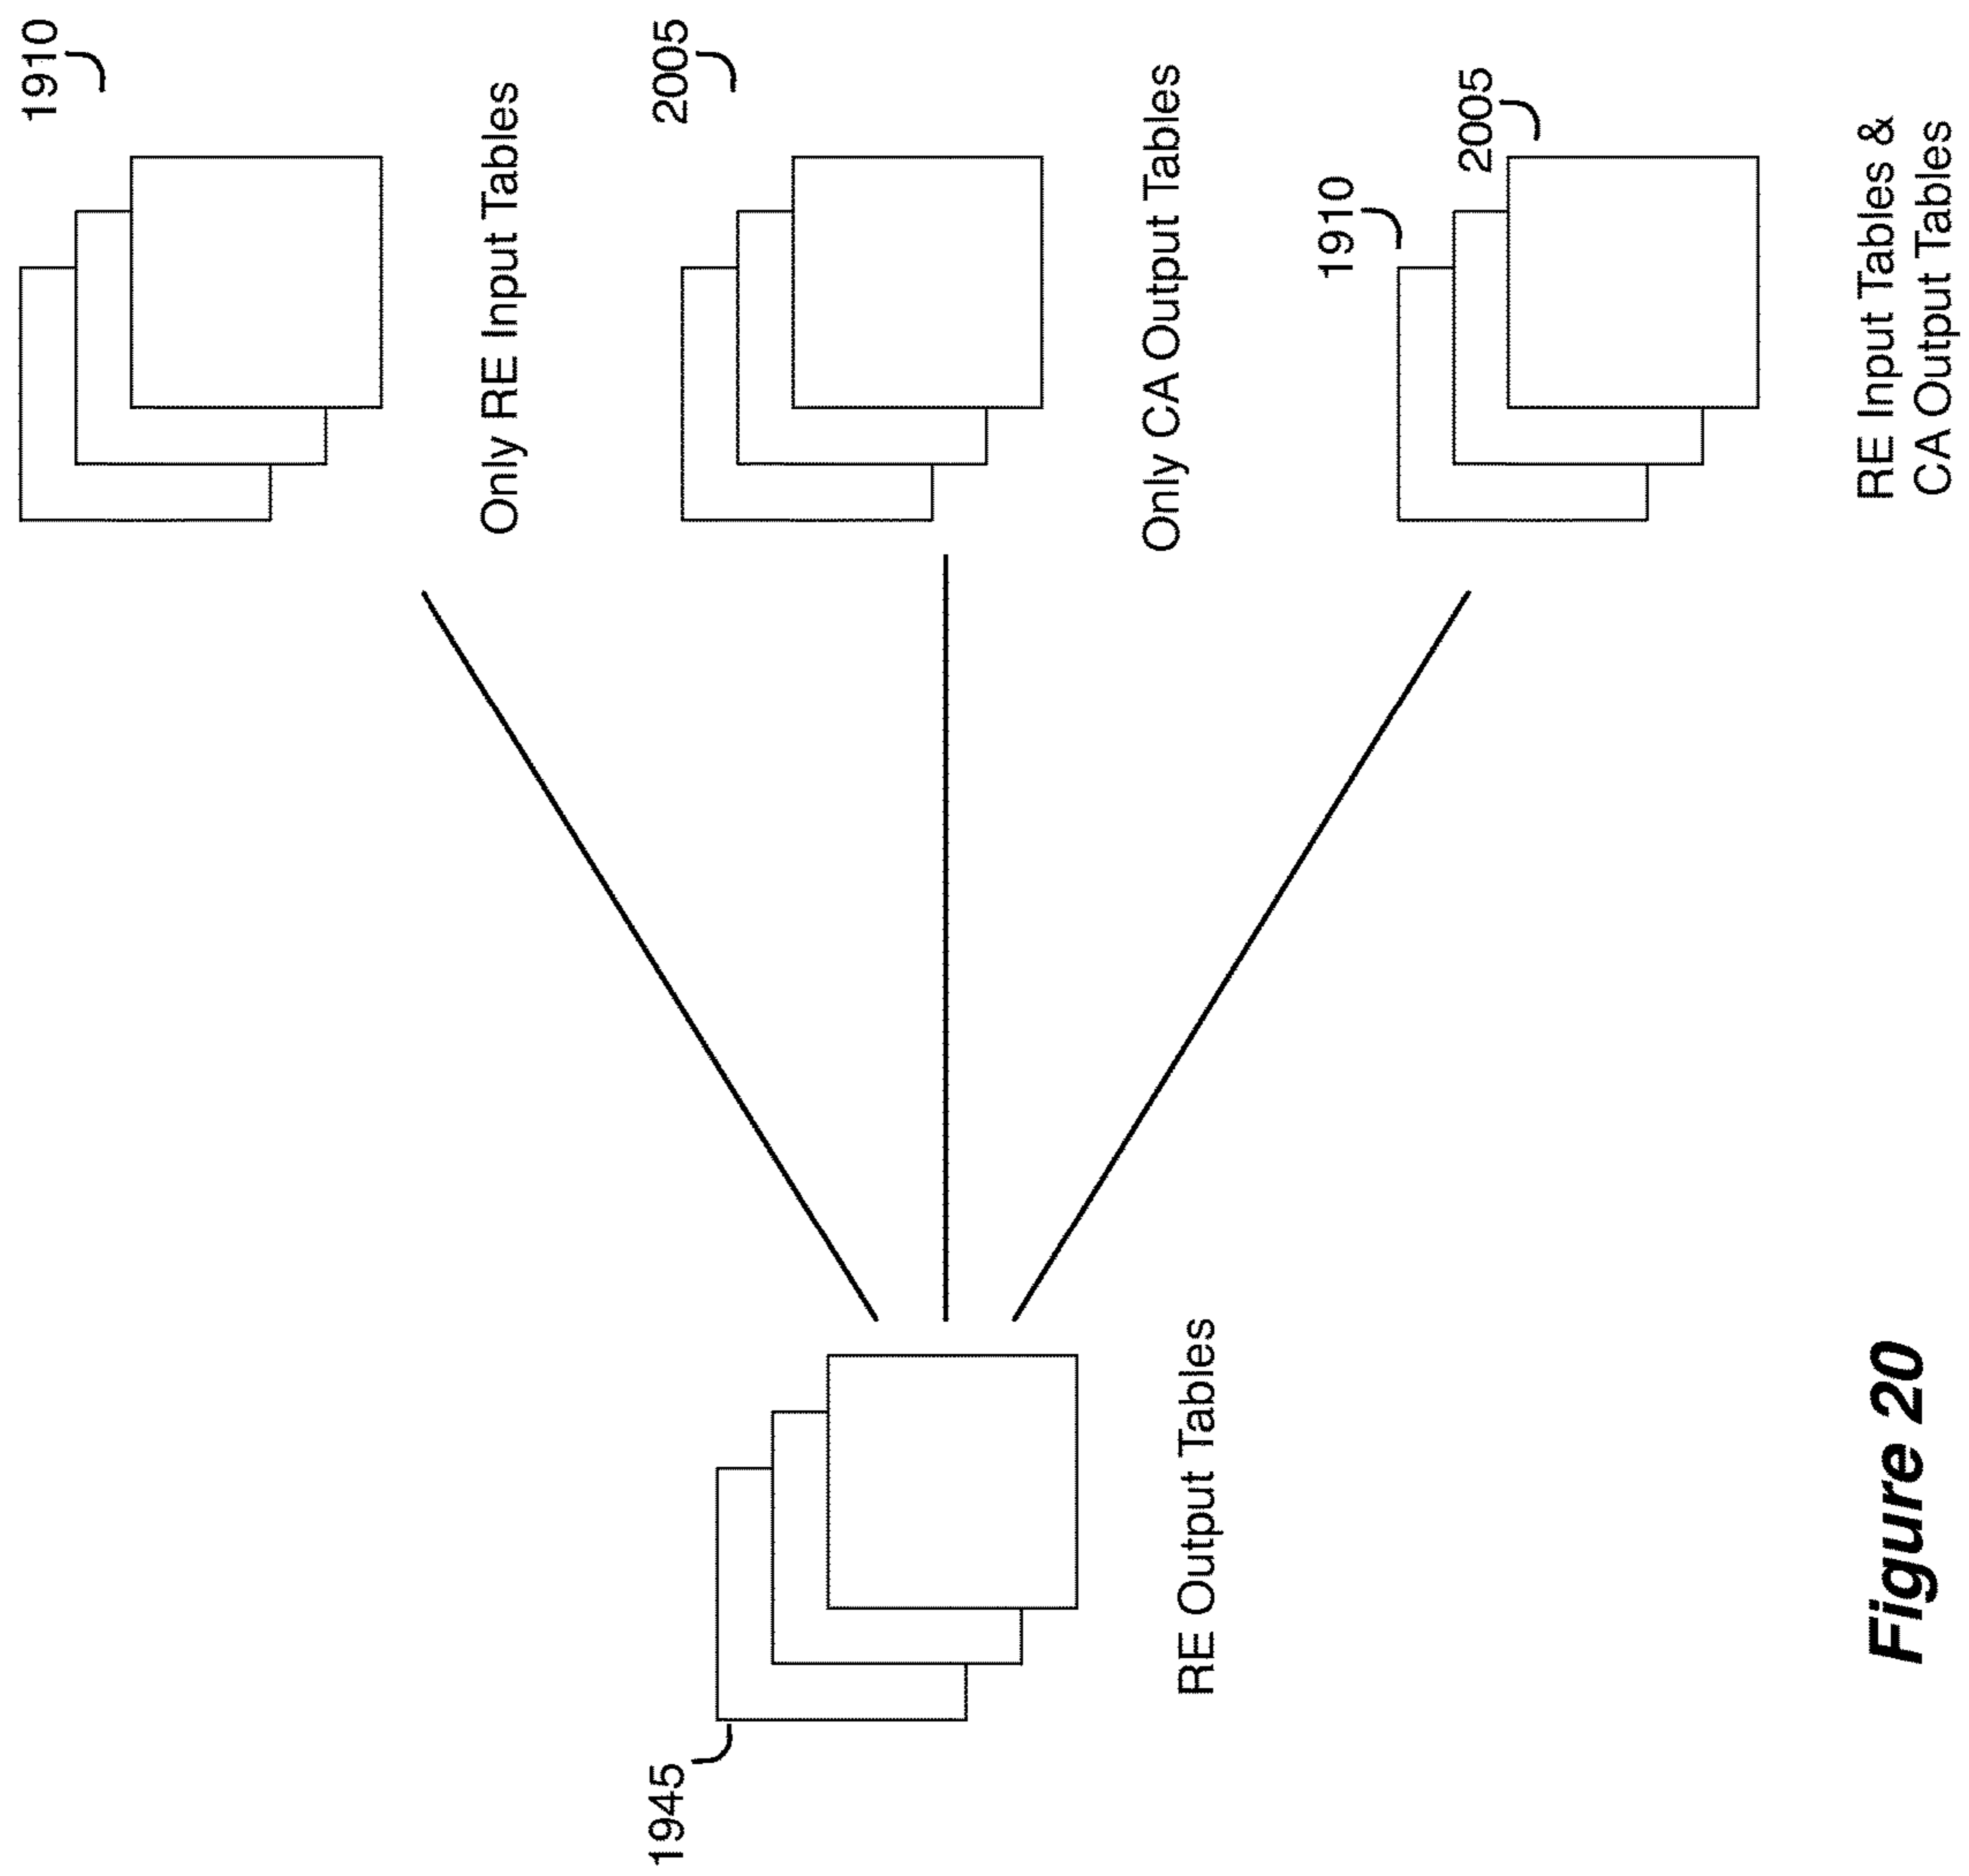 1910
Only RE Input Tables
1945
2005
RE Output Tables
Only CA Output Tables
1910
2005
RE Input Tables &
CA Output Tables
Figure 20